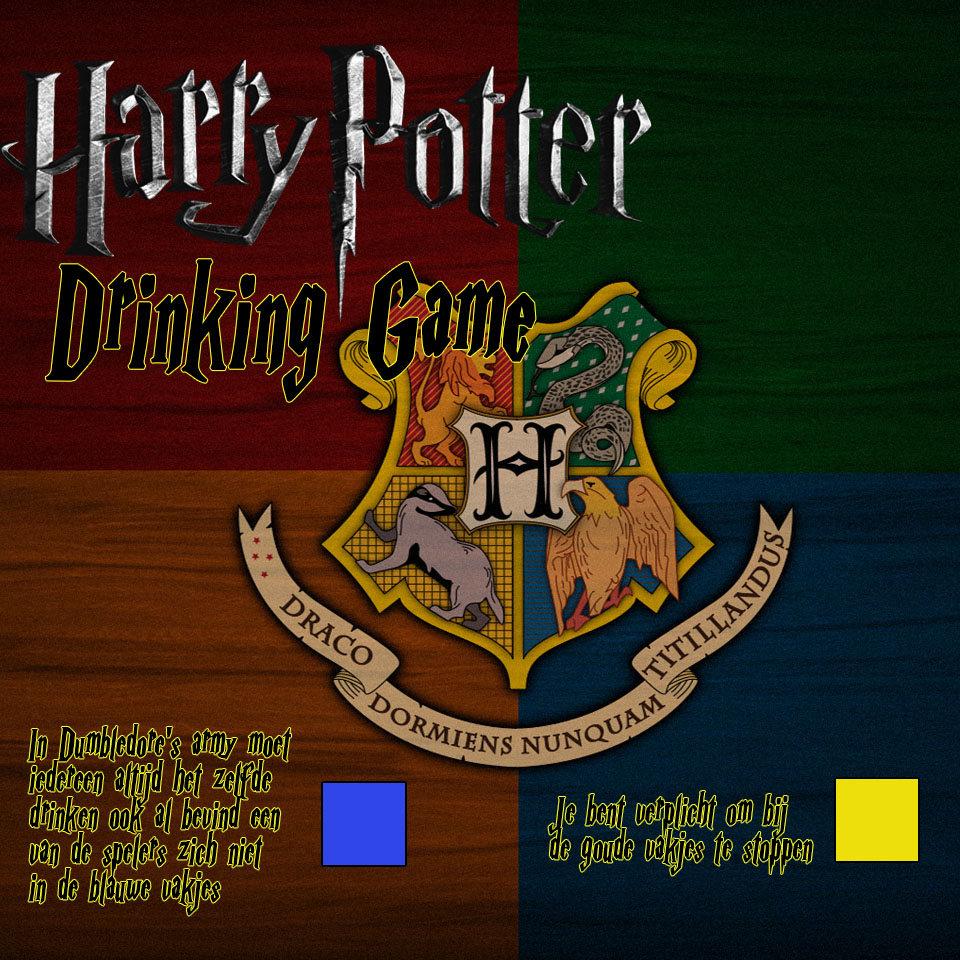 Harry Potter
Drinking Game
H
DRACO
DORMIENS NUNQUAM
TITILLANDUS
In Dumbledore's army moet
iedereen altijd het zelfde
drinken ook al bevind een
van de spelers zich niet
in de blauwe vakjes
Je bent verplicht om bij
de goude vakjes te stoppen